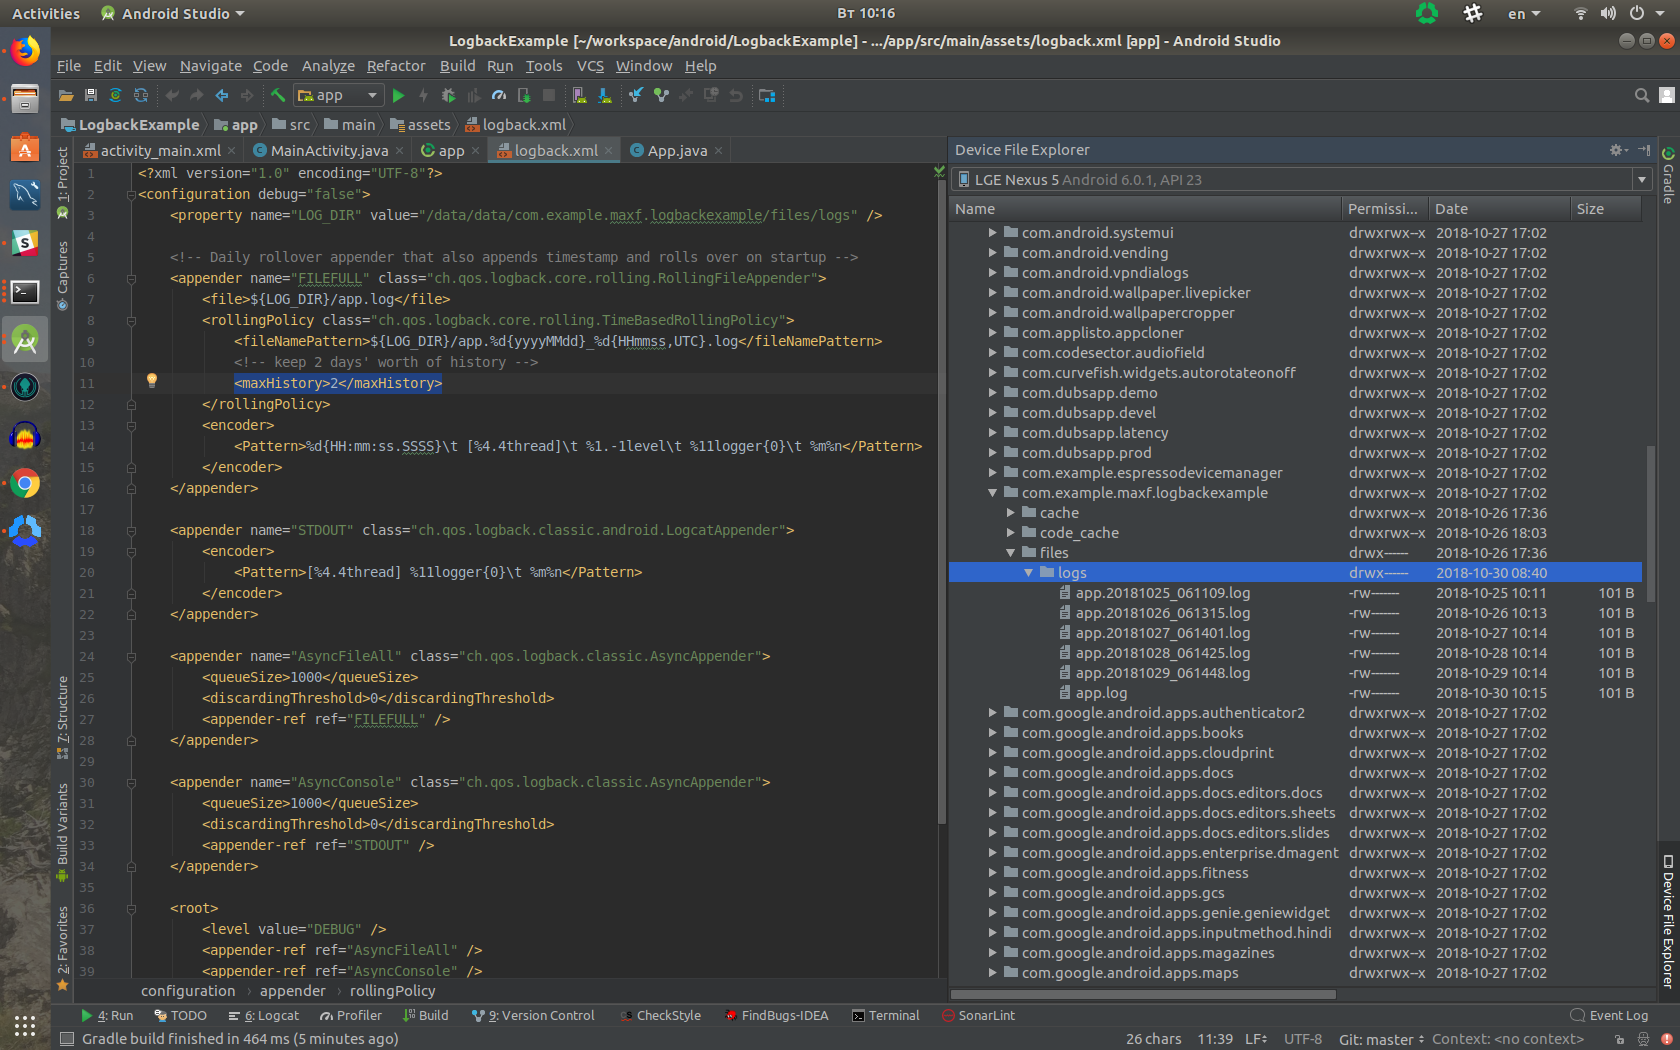 Activities Android Studio Вт 10:16 en
LogbackExample [~/workspace/android/LogbackExample] - .../app/src/main/assets/logback.xml [app] - Android Studio
File Edit View Navigate Code Analyze Refactor Build Run Tools VCS Window Help
app
LogbackExample app src main assets logback.xml
activity_main.xml MainActivity.java app logback.xml App.java
1: Project
Captures
7: Structure
Build Variants
2: Favorites
1 <?xml version="1.0" encoding="UTF-8"?>
2 <configuration debug="false">
3 <property name="LOG_DIR" value="/data/data/com.example.maxf.logbackexample/files/logs" />
4
5 <!-- Daily rollover appender that also appends timestamp and rolls over on startup -->
6 <appender name="FILEFULL" class="ch.qos.logback.core.rolling.RollingFileAppender">
7 <file>${LOG_DIR}/app.log</file>
8 <rollingPolicy class="ch.qos.logback.core.rolling.TimeBasedRollingPolicy">
9 <fileNamePattern>${LOG_DIR}/app.%d{yyyyMMdd}_%d{HHmmss,UTC}.log</fileNamePattern>
10 <!-- keep 2 days' worth of history -->
11 <maxHistory>2</maxHistory>
12 </rollingPolicy>
13 <encoder>
14 <Pattern>%d{HH:mm:ss.SSSS}\t [%4.4thread]\t %1.-1level\t %11logger{0}\t %m%n</Pattern>
15 </encoder>
16 </appender>
17
18 <appender name="STDOUT" class="ch.qos.logback.classic.android.LogcatAppender">
19 <encoder>
20 <Pattern>[%4.4thread] %11logger{0}\t %m%n</Pattern>
21 </encoder>
22 </appender>
23
24 <appender name="AsyncFileAll" class="ch.qos.logback.classic.AsyncAppender">
25 <queueSize>1000</queueSize>
26 <discardingThreshold>0</discardingThreshold>
27 <appender-ref ref="FILEFULL" />
28 </appender>
29
30 <appender name="AsyncConsole" class="ch.qos.logback.classic.AsyncAppender">
31 <queueSize>1000</queueSize>
32 <discardingThreshold>0</discardingThreshold>
33 <appender-ref ref="STDOUT" />
34 </appender>
35
36 <root>
37 <level value="DEBUG" />
38 <appender-ref ref="AsyncFileAll" />
39 <appender-ref ref="AsyncConsole" />
configuration › appender › rollingPolicy
Device File Explorer
LGE Nexus 5 Android 6.0.1, API 23
Name Permissi... Date Size
com.android.systemui drwxrwx--x 2018-10-27 17:02
com.android.vending drwxrwx--x 2018-10-27 17:02
com.android.vpndialogs drwxrwx--x 2018-10-27 17:02
com.android.wallpaper.livepicker drwxrwx--x 2018-10-27 17:02
com.android.wallpapercropper drwxrwx--x 2018-10-27 17:02
com.applisto.appcloner drwxrwx--x 2018-10-27 17:02
com.codesector.audiofield drwxrwx--x 2018-10-27 17:02
com.curvefish.widgets.autorotateonoff drwxrwx--x 2018-10-27 17:02
com.dubsapp.demo drwxrwx--x 2018-10-27 17:02
com.dubsapp.devel drwxrwx--x 2018-10-27 17:02
com.dubsapp.latency drwxrwx--x 2018-10-27 17:02
com.dubsapp.prod drwxrwx--x 2018-10-27 17:02
com.example.espressodevicemanager drwxrwx--x 2018-10-27 17:02
com.example.maxf.logbackexample drwxrwx--x 2018-10-27 17:02
cache drwxrwx--x 2018-10-26 17:36
code_cache drwxrwx--x 2018-10-26 18:03
files drwx------ 2018-10-26 17:36
logs drwx------ 2018-10-30 08:40
app.20181025_061109.log -rw------- 2018-10-25 10:11 101 B
app.20181026_061315.log -rw------- 2018-10-26 10:13 101 B
app.20181027_061401.log -rw------- 2018-10-27 10:14 101 B
app.20181028_061425.log -rw------- 2018-10-28 10:14 101 B
app.20181029_061448.log -rw------- 2018-10-29 10:14 101 B
app.log -rw------- 2018-10-30 10:15 101 B
com.google.android.apps.authenticator2 drwxrwx--x 2018-10-27 17:02
com.google.android.apps.books drwxrwx--x 2018-10-27 17:02
com.google.android.apps.cloudprint drwxrwx--x 2018-10-27 17:02
com.google.android.apps.docs drwxrwx--x 2018-10-27 17:02
com.google.android.apps.docs.editors.docs drwxrwx--x 2018-10-27 17:02
com.google.android.apps.docs.editors.sheets drwxrwx--x 2018-10-27 17:02
com.google.android.apps.docs.editors.slides drwxrwx--x 2018-10-27 17:02
com.google.android.apps.enterprise.dmagent drwxrwx--x 2018-10-27 17:02
com.google.android.apps.fitness drwxrwx--x 2018-10-27 17:02
com.google.android.apps.gcs drwxrwx--x 2018-10-27 17:02
com.google.android.apps.genie.geniewidget drwxrwx--x 2018-10-27 17:02
com.google.android.apps.inputmethod.hindi drwxrwx--x 2018-10-27 17:02
com.google.android.apps.magazines drwxrwx--x 2018-10-27 17:02
com.google.android.apps.maps drwxrwx--x 2018-10-27 17:02
Gradle
Device File Explorer
4: Run TODO 6: Logcat Profiler Build 9: Version Control CheckStyle FindBugs-IDEA Terminal SonarLint Event Log
Gradle build finished in 464 ms (5 minutes ago) 26 chars 11:39 LF UTF-8 Git: master Context: <no context>